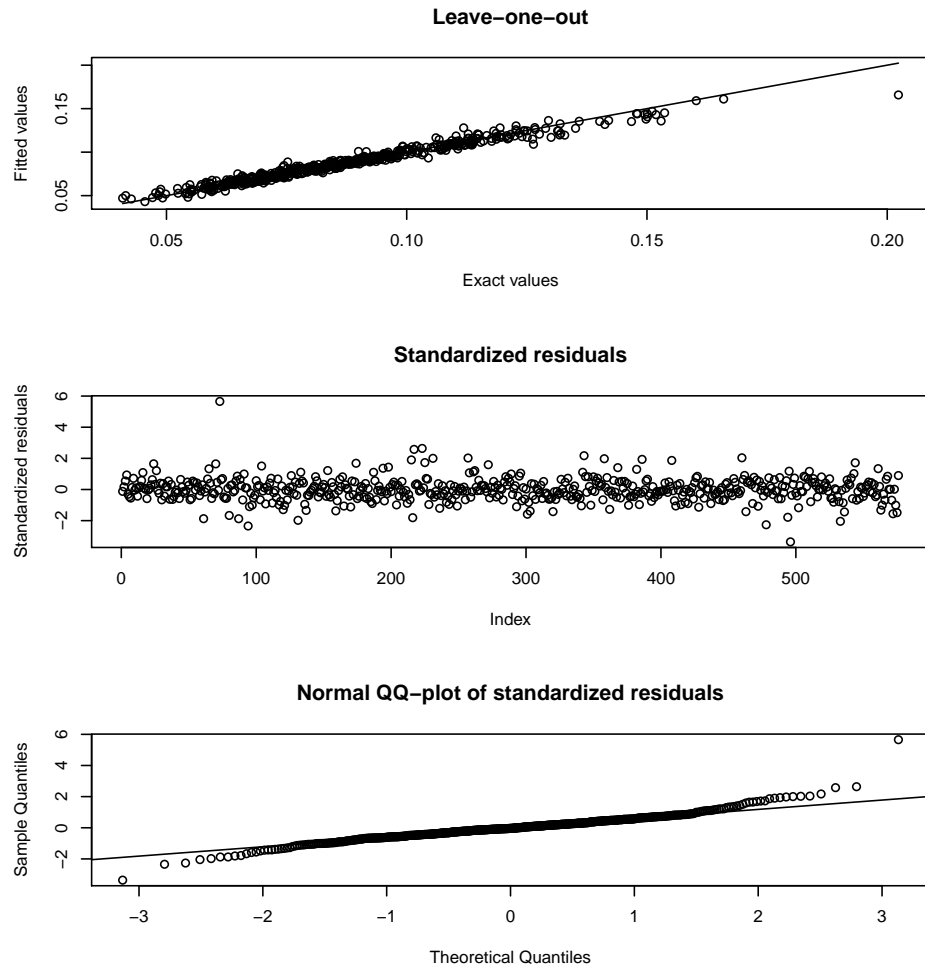 Leave−one−out
Fitted values
0.05
0.15
0.05 0.10 0.15 0.20
Exact values
Standardized residuals
Standardized residuals
6
4
2
0
−2
0 100 200 300 400 500
Index
Normal QQ−plot of standardized residuals
Sample Quantiles
6
4
2
0
−2
−3 −2 −1 0 1 2 3
Theoretical Quantiles